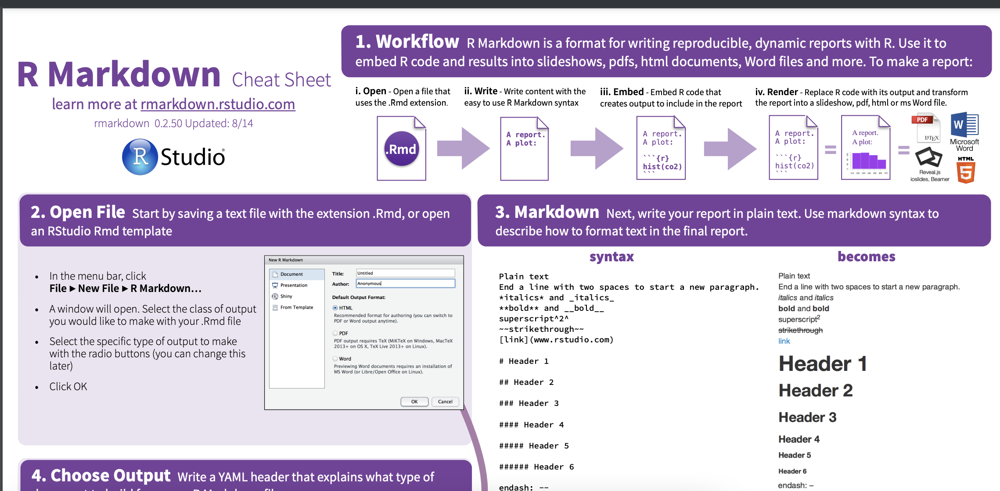 R Markdown Cheat Sheet
learn more at rmarkdown.rstudio.com
rmarkdown 0.2.50 Updated: 8/14
R Studio®
1. Workflow R Markdown is a format for writing reproducible, dynamic reports with R. Use it to
embed R code and results into slideshows, pdfs, html documents, Word files and more. To make a report:
i. Open - Open a file that
uses the .Rmd extension.
ii. Write - Write content with the
easy to use R Markdown syntax
iii. Embed - Embed R code that
creates output to include in the report
iv. Render - Replace R code with its output and transform
the report into a slideshow, pdf, html or ms Word file.
.Rmd
A report.
A plot:
A report.
A plot:
```{r}
hist(co2)
```
A report.
A plot:
```{r}
hist(co2)
```
A report.
A plot:
310 320 330 340 350 360 370
PDF
LATEX
W
Microsoft
Word
Reveal.js
ioslides, Beamer
HTML
5
2. Open File Start by saving a text file with the extension .Rmd, or open
an RStudio Rmd template
• In the menu bar, click
File ▸ New File ▸ R Markdown…
• A window will open. Select the class of output
you would like to make with your .Rmd file
• Select the specific type of output to make
with the radio buttons (you can change this
later)
• Click OK
New R Markdown
Document
Presentation
Shiny
From Template
Title: Untitled
Author: Anonymous
Default Output Format:
HTML
Recommended format for authoring (you can switch to
PDF or Word output anytime).
PDF
PDF output requires TeX (MiKTeX on Windows, MacTeX
2013+ on OS X, TeX Live 2013+ on Linux).
Word
Previewing Word documents requires an installation of
MS Word (or Libre/Open Office on Linux).
OK Cancel
3. Markdown Next, write your report in plain text. Use markdown syntax to
describe how to format text in the final report.
syntax
Plain text
End a line with two spaces to start a new paragraph.
*italics* and _italics_
**bold** and __bold__
superscript^2^
~~strikethrough~~
[link](www.rstudio.com)
# Header 1
## Header 2
### Header 3
#### Header 4
##### Header 5
###### Header 6
endash: --
becomes
Plain text
End a line with two spaces to start a new paragraph.
italics and italics
bold and bold
superscript²
strikethrough
link
Header 1
Header 2
Header 3
Header 4
Header 5
Header 6
endash: –
4. Choose Output Write a YAML header that explains what type of